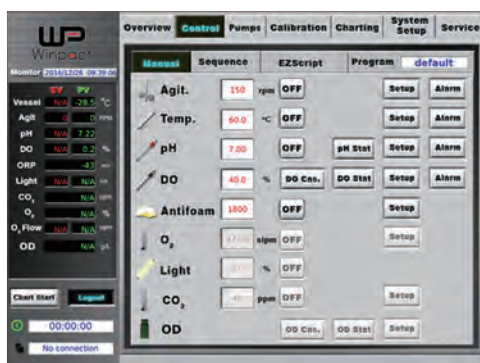 WP
Winpact
Monitor 2016/12/26 09:39:06
SV PV
Vessel N/A -28.5 °C
Agit 0 0 RPM
pH N/A 7.22
DO N/A 0.2 %
ORP -43 mv
Light N/A N/A
CO2 N/A PPM
O2 N/A %
O2 Flow N/A N/A
OD N/A
Chart Start Logout
00:00:00
No connection
Overview Control Pumps Calibration Charting System Setup Service
Manual Sequence EZScript Program default
Agit. 150 rpm OFF Setup Alarm
Temp. 60.0 °C OFF Setup Alarm
pH 7.00 OFF pH Stat Setup Alarm
DO 40.0 % DO Cas. DO Stat Setup Alarm
Antifoam 1800 OFF Setup
O2 slpm OFF Setup
Light % OFF
CO2 ppm OFF Setup
OD OD Cas. OD Stat Setup